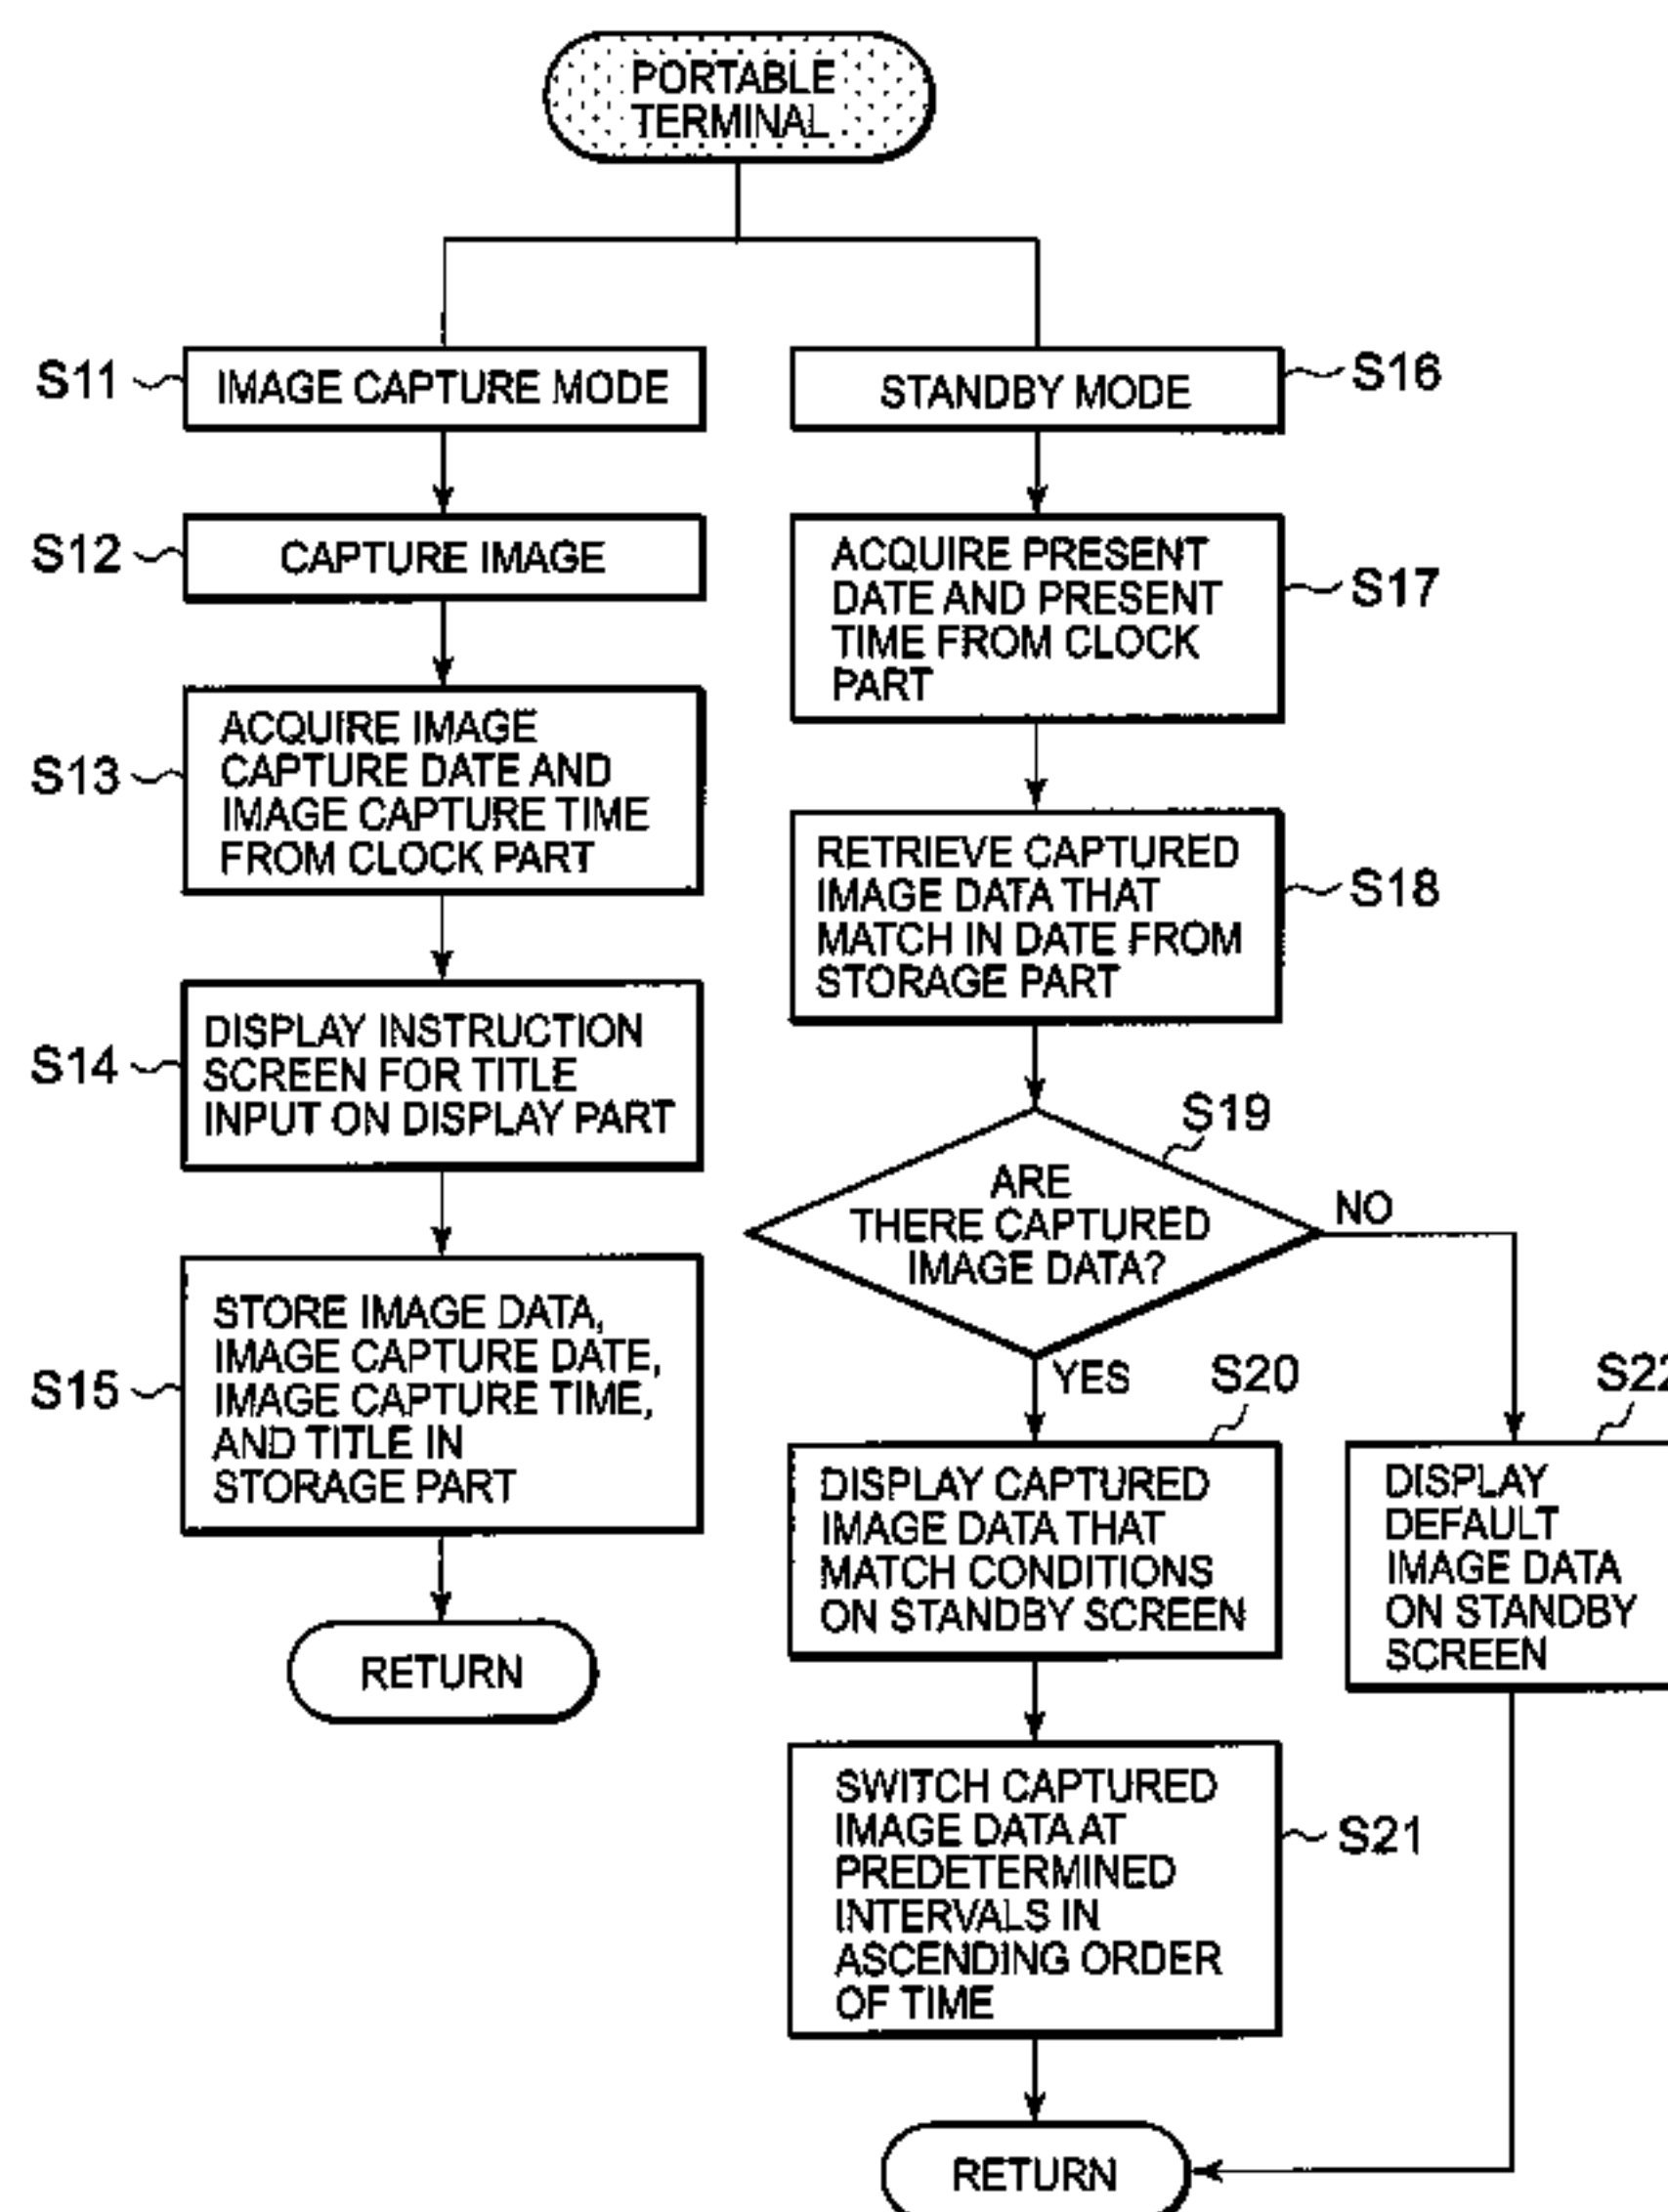 PORTABLE
TERMINAL
S11
IMAGE CAPTURE MODE
S12
CAPTURE IMAGE
S13
ACQUIRE IMAGE
CAPTURE DATE AND
IMAGE CAPTURE TIME
FROM CLOCK PART
S14
DISPLAY INSTRUCTION
SCREEN FOR TITLE
INPUT ON DISPLAY PART
S15
STORE IMAGE DATA,
IMAGE CAPTURE DATE,
IMAGE CAPTURE TIME,
AND TITLE IN
STORAGE PART
RETURN
STANDBY MODE
S16
ACQUIRE PRESENT
DATE AND PRESENT
TIME FROM CLOCK
PART
S17
RETRIEVE CAPTURED
IMAGE DATA THAT
MATCH IN DATE FROM
STORAGE PART
S18
S19
ARE
THERE CAPTURED
IMAGE DATA?
NO
YES
S20
DISPLAY CAPTURED
IMAGE DATA THAT
MATCH CONDITIONS
ON STANDBY SCREEN
S22
DISPLAY
DEFAULT
IMAGE DATA
ON STANDBY
SCREEN
SWITCH CAPTURED
IMAGE DATA AT
PREDETERMINED
INTERVALS IN
ASCENDING ORDER
OF TIME
S21
RETURN